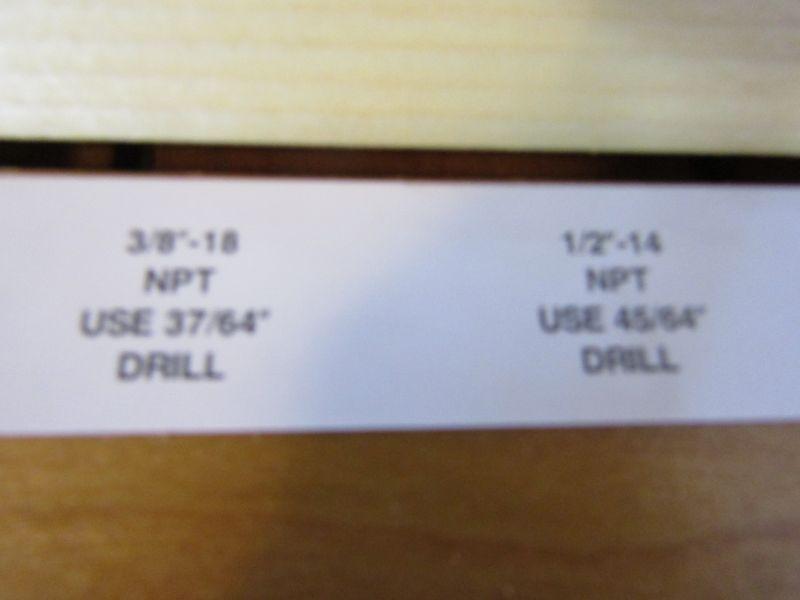 3/8"-18
NPT
USE 37/64"
DRILL
1/2"-14
NPT
USE 45/64"
DRILL